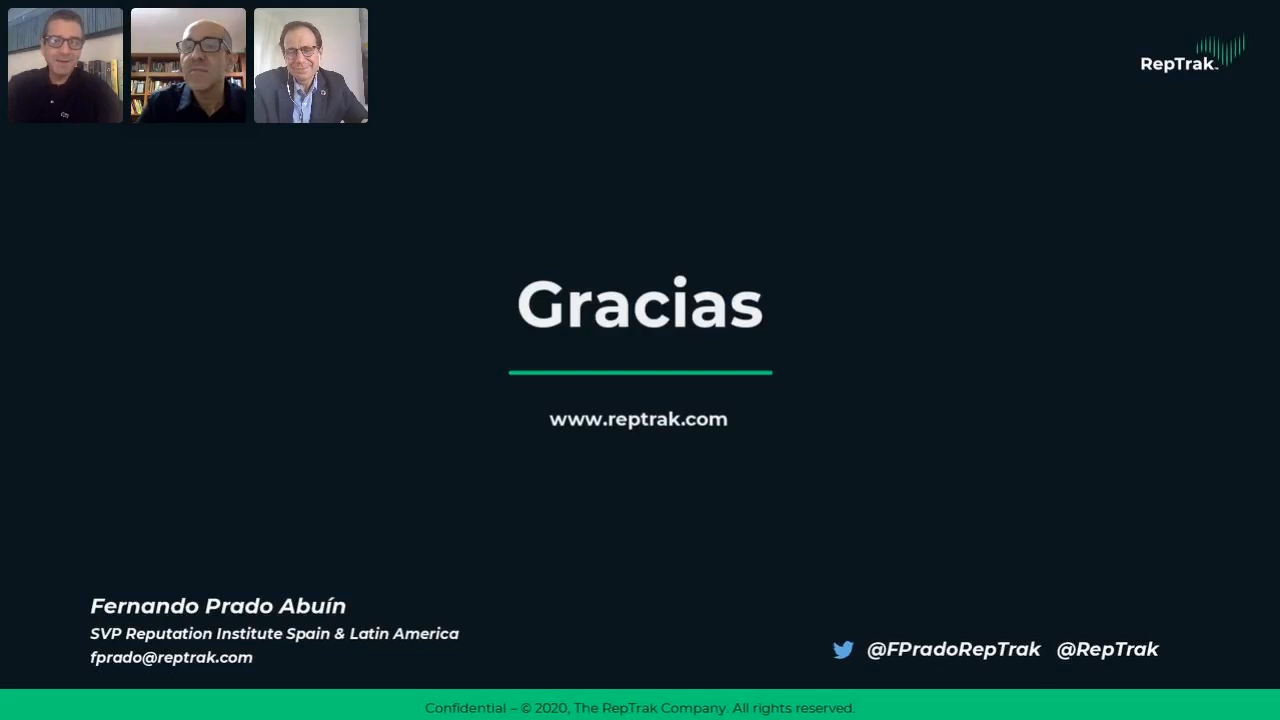 RepTrak
Gracias
www.reptrak.com
Fernando Prado Abuín
SVP Reputation Institute Spain & Latin America
fprado@reptrak.com
@FPradoRepTrak @RepTrak
Confidential – © 2020, The RepTrak Company. All rights reserved.